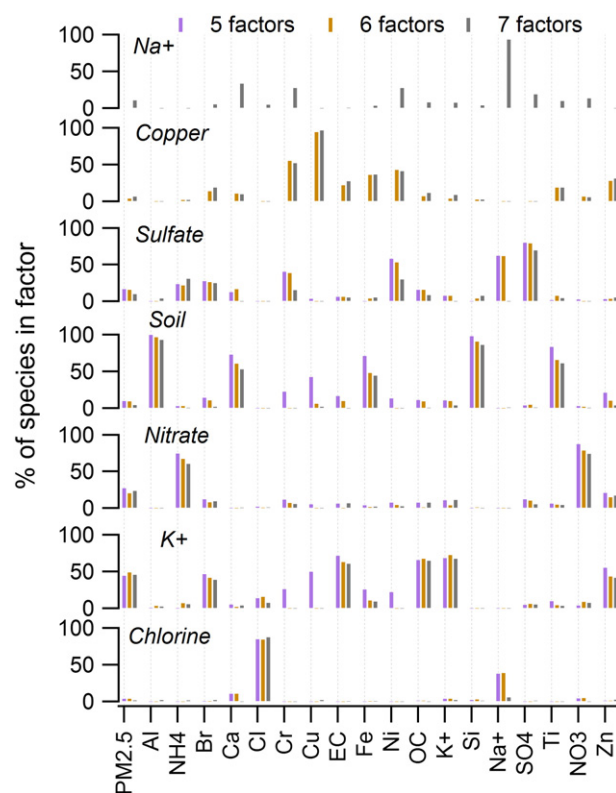 5 factors 6 factors 7 factors
% of species in factor
100
50
0
Na+
100
50
0
Copper
100
50
0
Sulfate
100
50
0
Soil
100
50
0
Nitrate
100
50
0
K+
100
50
0
Chlorine
PM2.5 Al NH4 Br Ca Cl Cr Cu EC Fe Ni OC K+ Si Na+ SO4 Ti NO3 Zn